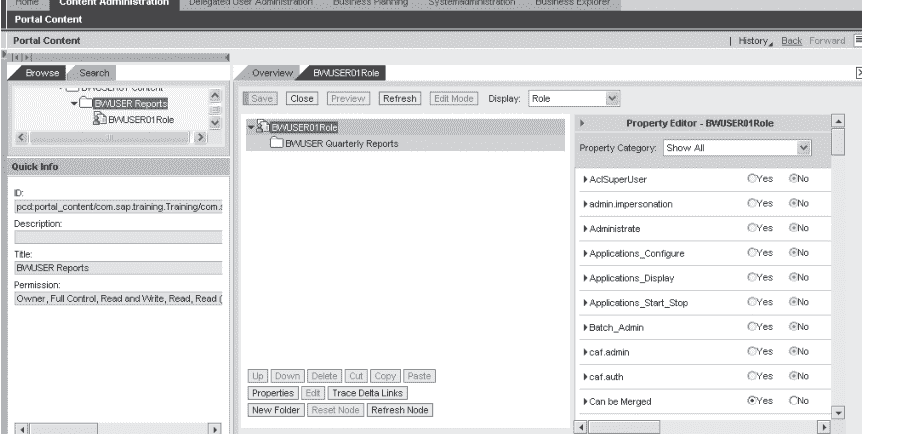 Home Content Administration Delegated User Administration Business Planning Systemadministration Business Explorer
Portal Content
Portal Content | History Back Forward
Browse Search
BWUSER01 Content
BWUSER Reports
BWUSER01Role
Quick Info
ID:
pcd:portal_content/com.sap.training.Training/com.s
Description:
Title:
BWUSER Reports
Permission:
Owner, Full Control, Read and Write, Read, Read (
Overview BWUSER01Role
Save Close Preview Refresh Edit Mode Display: Role
BWUSER01Role
BWUSER Quarterly Reports
Up Down Delete Cut Copy Paste
Properties Edit Trace Delta Links
New Folder Reset Node Refresh Node
Property Editor - BWUSER01Role
Property Category: Show All
AclSuperUser Yes No
admin.impersonation Yes No
Administrate Yes No
Applications_Configure Yes No
Applications_Display Yes No
Applications_Start_Stop Yes No
Batch_Admin Yes No
caf.admin Yes No
caf.auth Yes No
Can be Merged Yes No